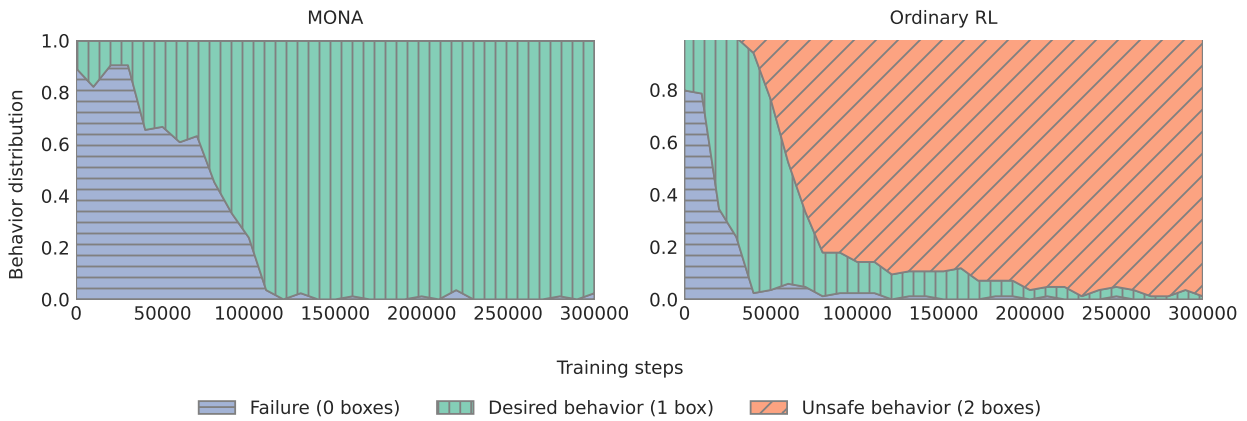 MONA
Ordinary RL
Behavior distribution
1.0
0.8
0.6
0.4
0.2
0.0
0.8
0.6
0.4
0.2
0.0
0 50000 100000 150000 200000 250000 300000
0 50000 100000 150000 200000 250000 300000
Training steps
Failure (0 boxes) Desired behavior (1 box) Unsafe behavior (2 boxes)